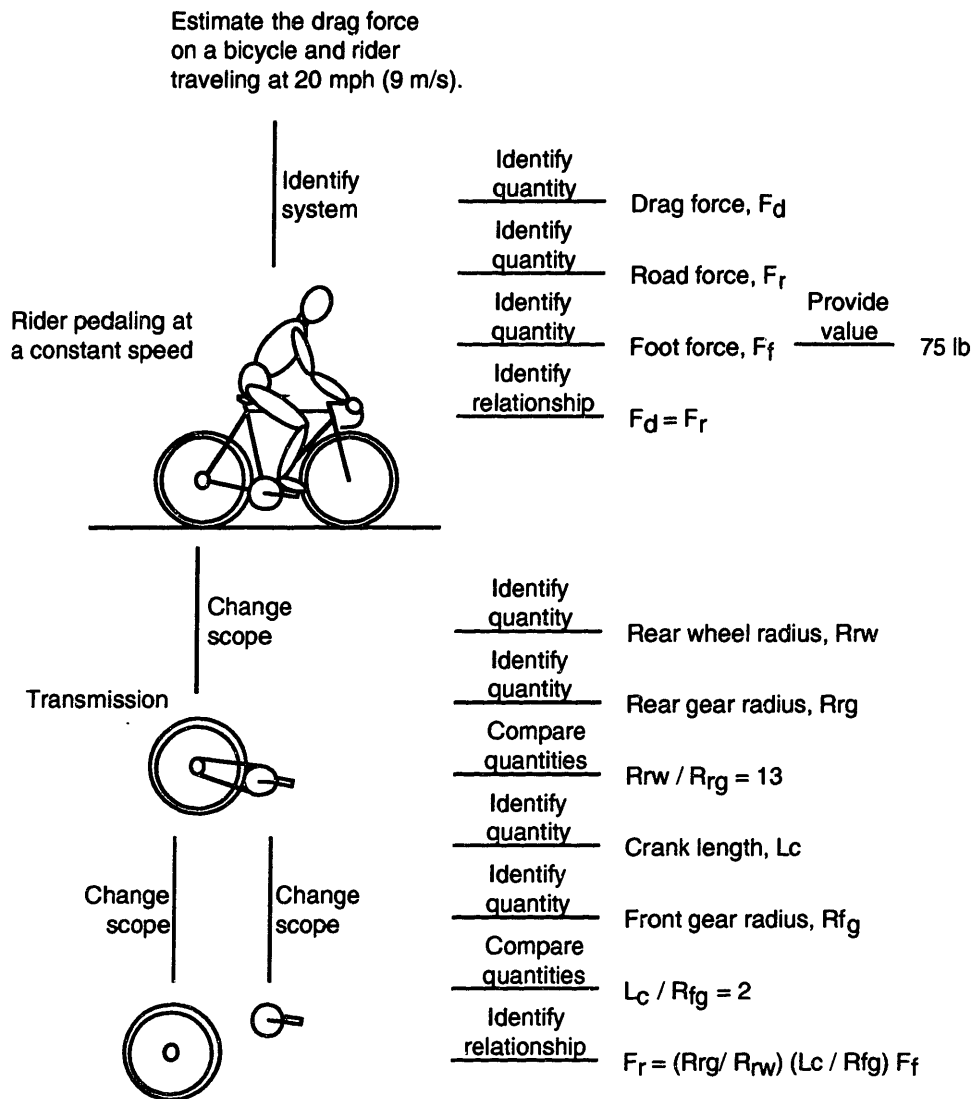 Estimate the drag force
on a bicycle and rider
traveling at 20 mph (9 m/s).
Identify
system
Rider pedaling at
a constant speed
Identify
quantity
Drag force, Fd
Identify
quantity
Road force, Fr
Identify
quantity
Foot force, Ff
Provide
value
75 lb
Identify
relationship
Fd = Fr
Change
scope
Transmission
Change
scope
Change
scope
Identify
quantity
Rear wheel radius, Rrw
Identify
quantity
Rear gear radius, Rrg
Compare
quantities
Rrw / Rrg = 13
Identify
quantity
Crank length, Lc
Identify
quantity
Front gear radius, Rfg
Compare
quantities
Lc / Rfg = 2
Identify
relationship
Fr = (Rrg/ Rrw) (Lc / Rfg) Ff